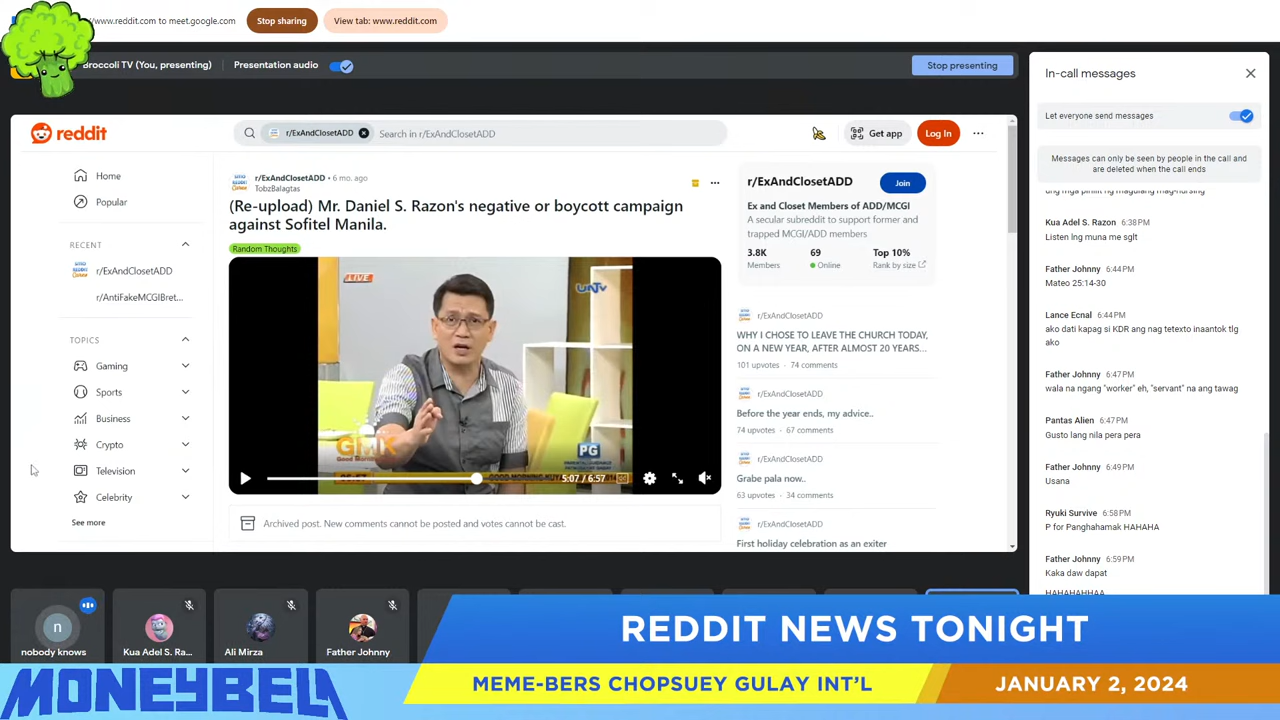 /www.reddit.com to meet.google.com
Stop sharing
View tab: www.reddit.com
Broccoli TV (You, presenting)
Presentation audio
Stop presenting
In-call messages
Let everyone send messages
Messages can only be seen by people in the call and
are deleted when the call ends
ung mga pinilit ng magulang mag-hurang
Kua Adel S. Razon 6:38PM
Listen lng muna me sglt
Father Johnny 6:44PM
Mateo 25:14-30
Lance Ecnal 6:44PM
ako dati kapag si KDR ang nag tetexto inaantok tlg
ako
Father Johnny 6:47PM
wala na ngang "worker" eh, "servant" na ang tawag
Pantas Alien 6:47PM
Gusto lang nila pera pera
Father Johnny 6:49PM
Usana
Ryuki Survive 6:58PM
P for Panghahamak HAHAHA
Father Johnny 6:59PM
Kaka daw dapat
HAHAHAHHAA
reddit
r/ExAndClosetADD
Search in r/ExAndClosetADD
Get app
Log In
Home
Popular
RECENT
r/ExAndClosetADD
r/AntiFakeMCGIBret...
TOPICS
Gaming
Sports
Business
Crypto
Television
Celebrity
See more
r/ExAndClosetADD • 6 mo. ago
TobzBalagtas
(Re-upload) Mr. Daniel S. Razon's negative or boycott campaign
against Sofitel Manila.
Random Thoughts
LIVE
UNTV
GMK
PG
5:07 / 6:57
Archived post. New comments cannot be posted and votes cannot be cast.
r/ExAndClosetADD
Join
Ex and Closet Members of ADD/MCGI
A secular subreddit to support former and
trapped MCGI/ADD members
3.8K 69 Top 10%
Members Online Rank by size
r/ExAndClosetADD
WHY I CHOSE TO LEAVE THE CHURCH TODAY,
ON A NEW YEAR, AFTER ALMOST 20 YEARS...
101 upvotes • 74 comments
r/ExAndClosetADD
Before the year ends, my advice..
74 upvotes • 67 comments
r/ExAndClosetADD
Grabe pala now..
63 upvotes • 34 comments
r/ExAndClosetADD
First holiday celebration as an exiter
n
nobody knows
Kua Adel S. Ra...
Ali Mirza
Father Johnny
REDDIT NEWS TONIGHT
MONEYBELA
MEME-BERS CHOPSUEY GULAY INT'L
JANUARY 2, 2024